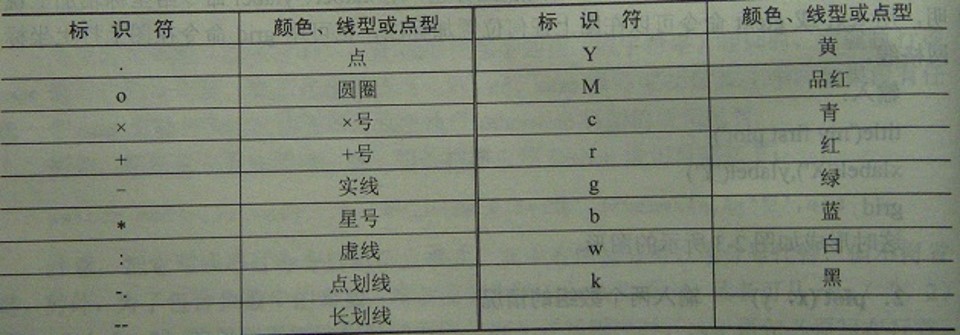 标 识 符 颜色、线型或点型 标 识 符 颜色、线型或点型
. 点 Y 黄
o 圆圈 M 品红
× ×号 c 青
+ +号 r 红
- 实线 g 绿
* 星号 b 蓝
: 虚线 w 白
-. 点划线 k 黑
-- 长划线